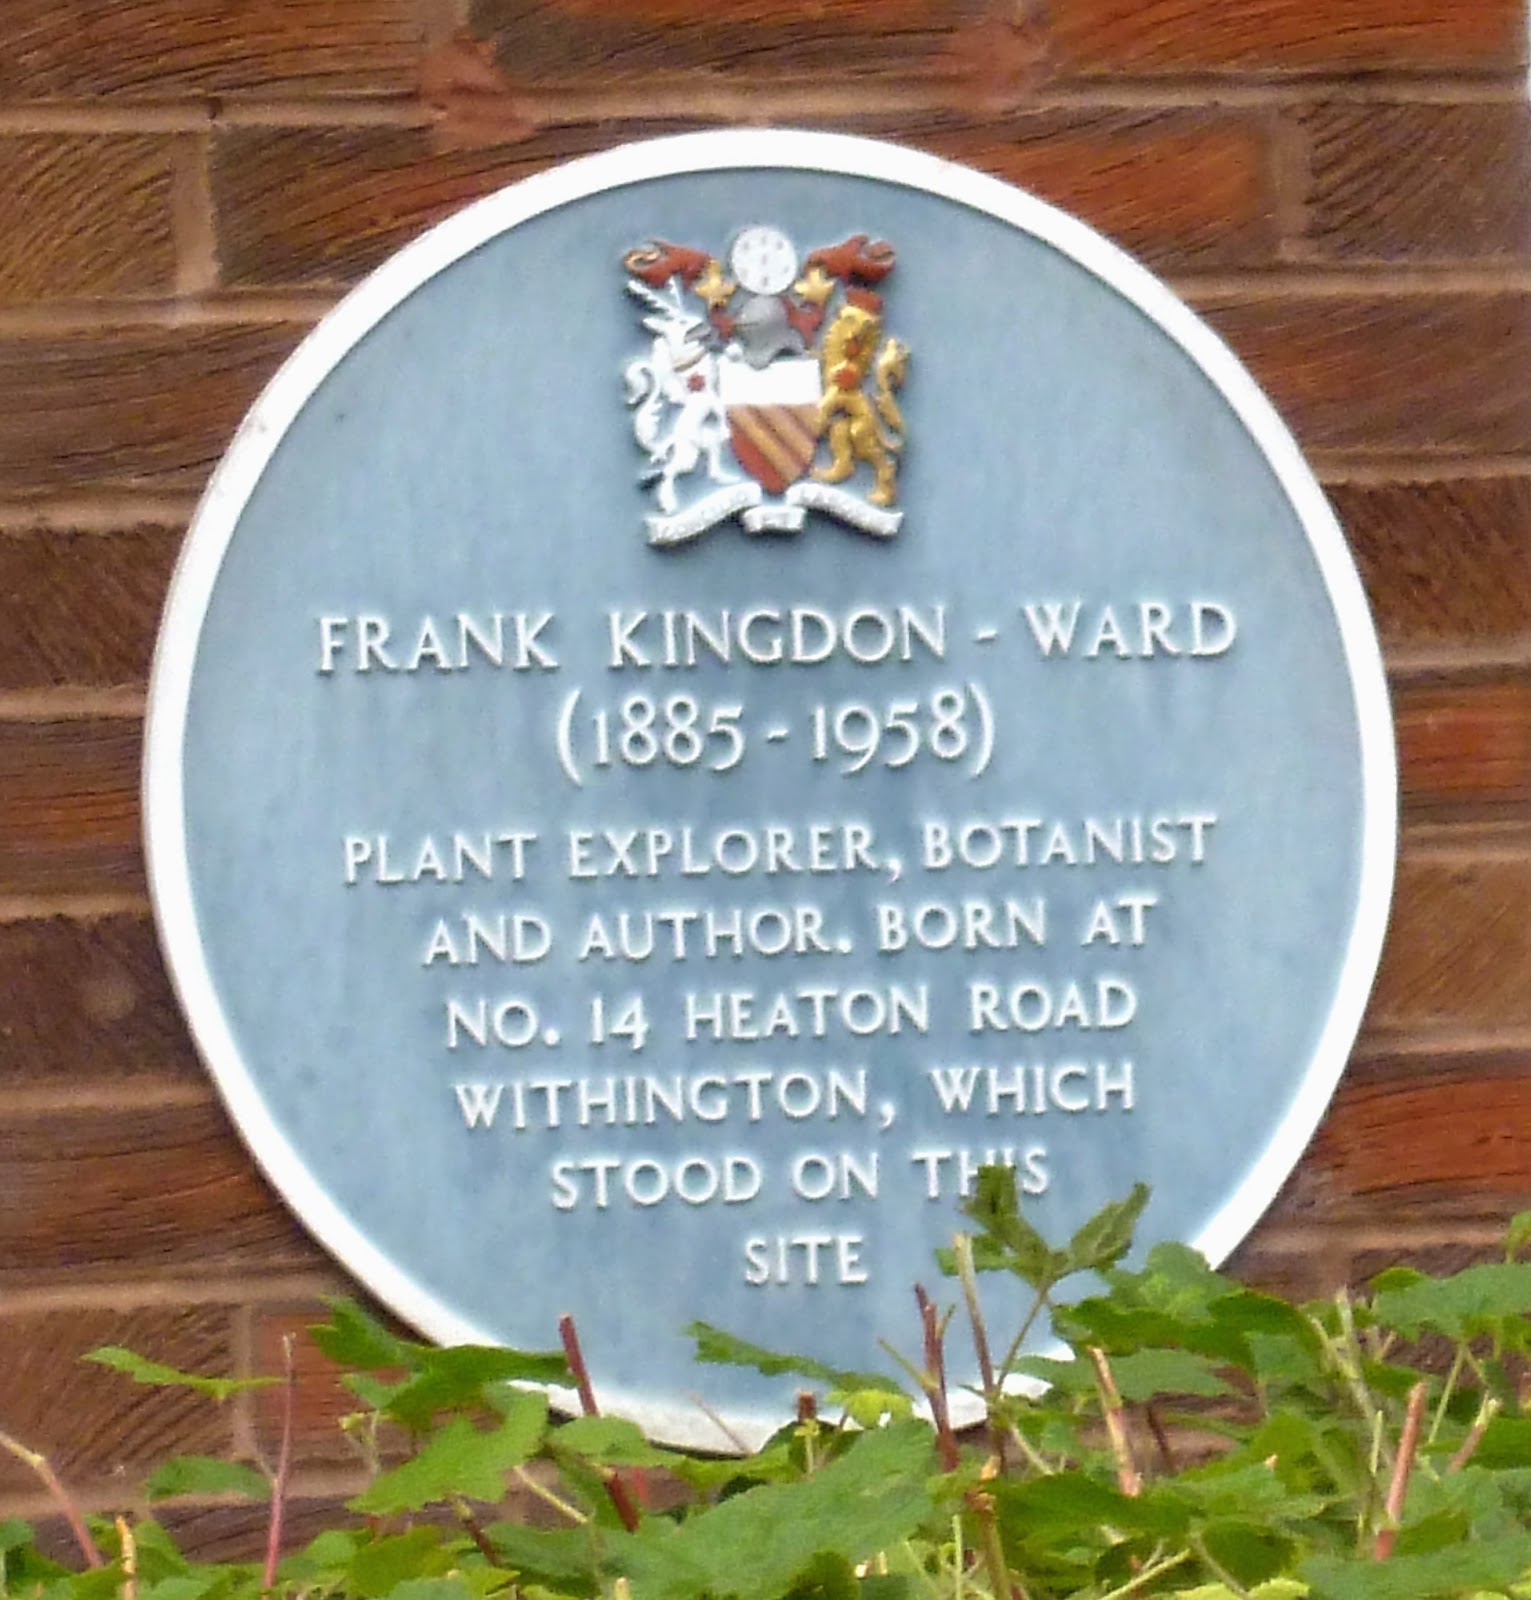 FRANK KINGDON - WARD
(1885 - 1958)
PLANT EXPLORER, BOTANIST
AND AUTHOR. BORN AT
NO. 14 HEATON ROAD
WITHINGTON, WHICH
STOOD ON THIS
SITE